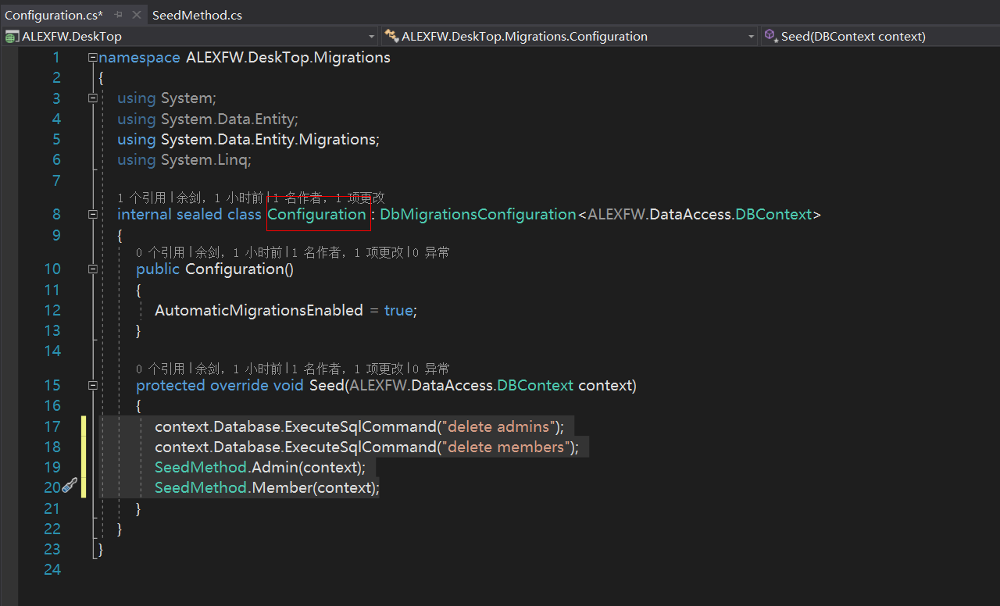 Configuration.cs* SeedMethod.cs
ALEXFW.DeskTop ALEXFW.DeskTop.Migrations.Configuration Seed(DBContext context)
1 namespace ALEXFW.DeskTop.Migrations
2 {
3 using System;
4 using System.Data.Entity;
5 using System.Data.Entity.Migrations;
6 using System.Linq;
7
1 个引用|余剑，1 小时前|1 名作者，1 项更改
8 internal sealed class Configuration : DbMigrationsConfiguration<ALEXFW.DataAccess.DBContext>
9 {
0 个引用|余剑，1 小时前|1 名作者，1 项更改|0 异常
10 public Configuration()
11 {
12 AutomaticMigrationsEnabled = true;
13 }
14
0 个引用|余剑，1 小时前|1 名作者，1 项更改|0 异常
15 protected override void Seed(ALEXFW.DataAccess.DBContext context)
16 {
17 context.Database.ExecuteSqlCommand("delete admins");
18 context.Database.ExecuteSqlCommand("delete members");
19 SeedMethod.Admin(context);
20 SeedMethod.Member(context);
21 }
22 }
23 }
24